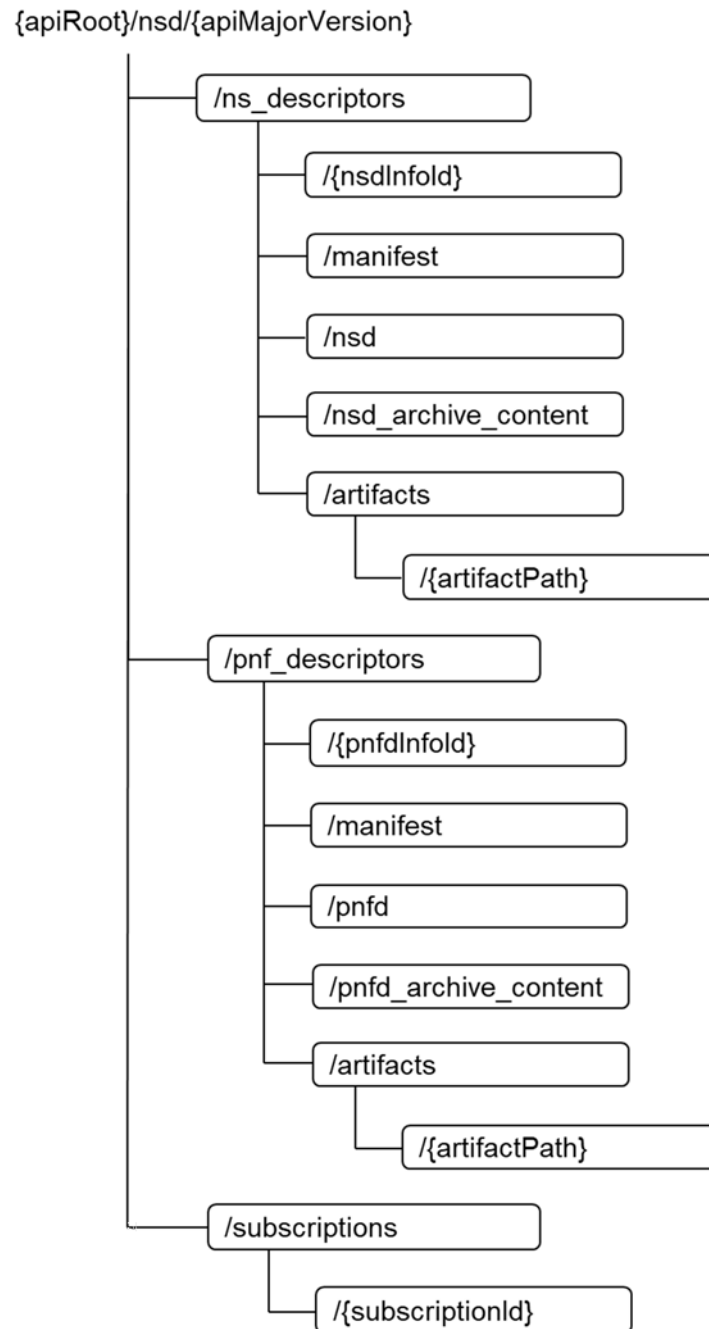 {apiRoot}/nsd/{apiMajorVersion}
/ns_descriptors
/{nsdInfoId}
/manifest
/nsd
/nsd_archive_content
/artifacts
/{artifactPath}
/pnf_descriptors
/{pnfdInfoId}
/manifest
/pnfd
/pnfd_archive_content
/artifacts
/{artifactPath}
/subscriptions
/{subscriptionId}